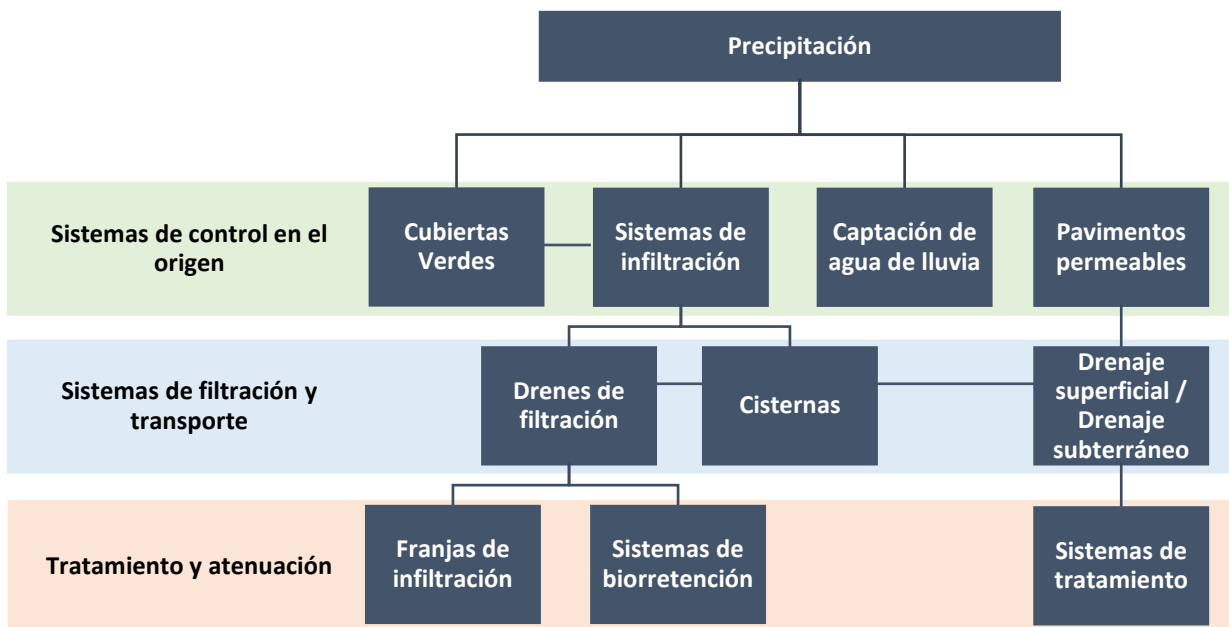 Precipitación
Sistemas de control en el
origen
Cubiertas
Verdes
Sistemas de
infiltración
Captación de
agua de lluvia
Pavimentos
permeables
Sistemas de filtración y
transporte
Drenes de
filtración
Cisternas
Drenaje
superficial /
Drenaje
subterráneo
Tratamiento y atenuación
Franjas de
infiltración
Sistemas de
biorretención
Sistemas de
tratamiento